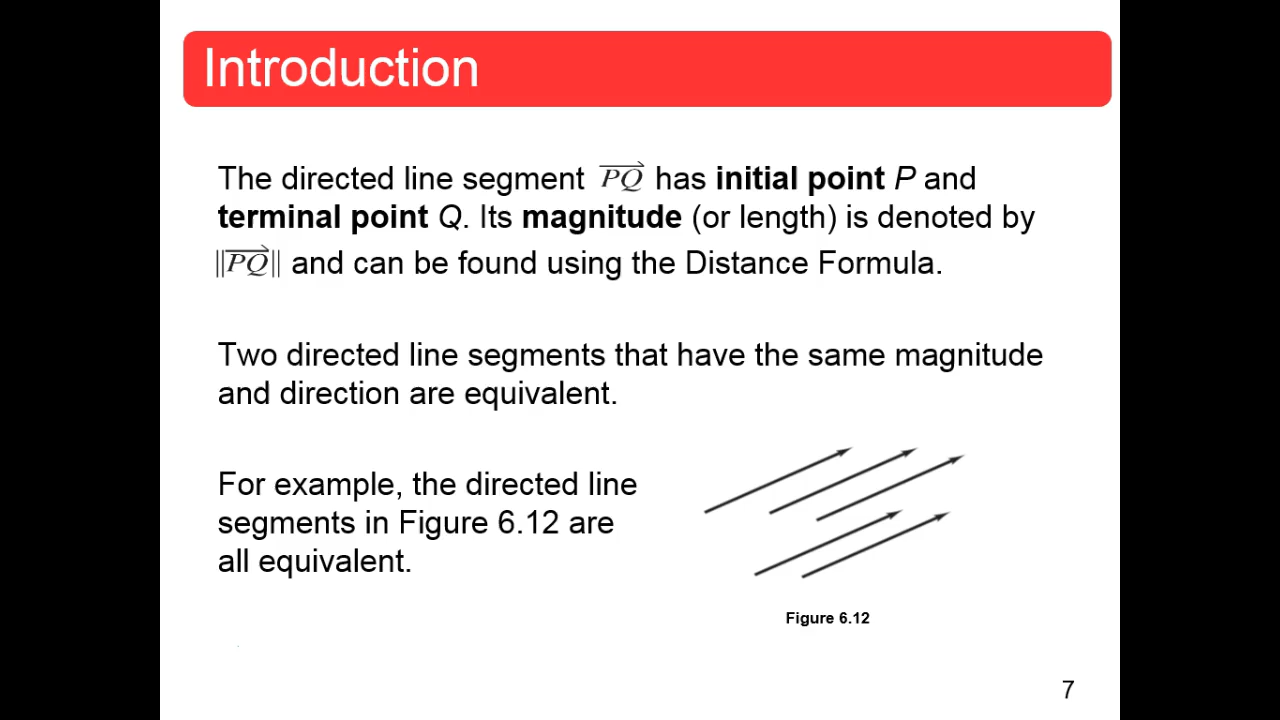 Introduction
The directed line segment PQ⃗ has initial point P and
terminal point Q. Its magnitude (or length) is denoted by
||PQ⃗|| and can be found using the Distance Formula.
Two directed line segments that have the same magnitude
and direction are equivalent.
For example, the directed line
segments in Figure 6.12 are
all equivalent.
Figure 6.12
7